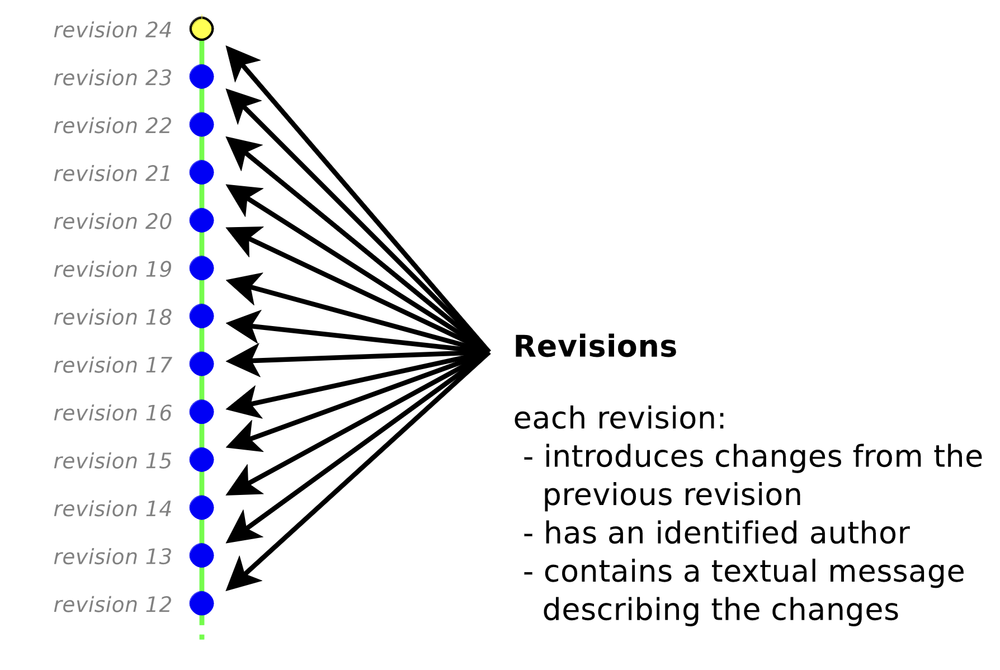 revision 24
revision 23
revision 22
revision 21
revision 20
revision 19
revision 18
revision 17
revision 16
revision 15
revision 14
revision 13
revision 12
Revisions
each revision:
- introduces changes from the
previous revision
- has an identified author
- contains a textual message
describing the changes